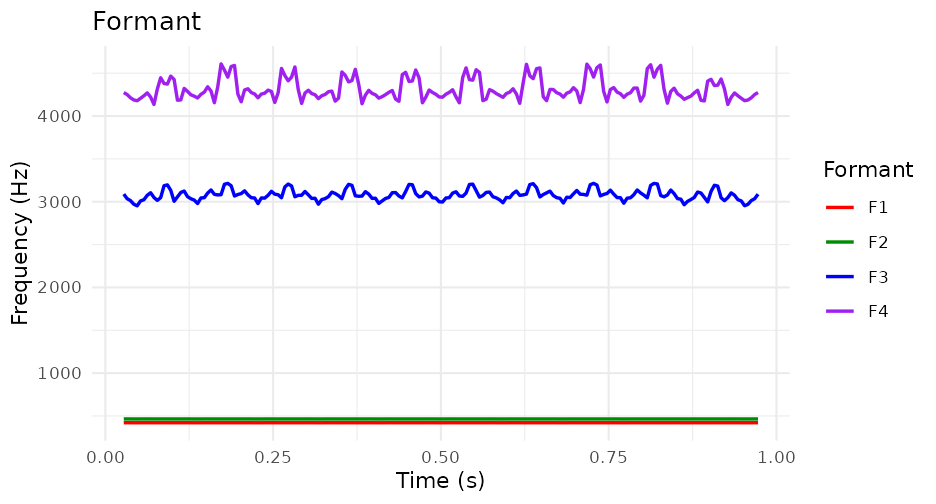 Formant
Frequency (Hz)
4000
3000
2000
1000
0.00
0.25
0.50
0.75
1.00
Time (s)
Formant
F1
F2
F3
F4